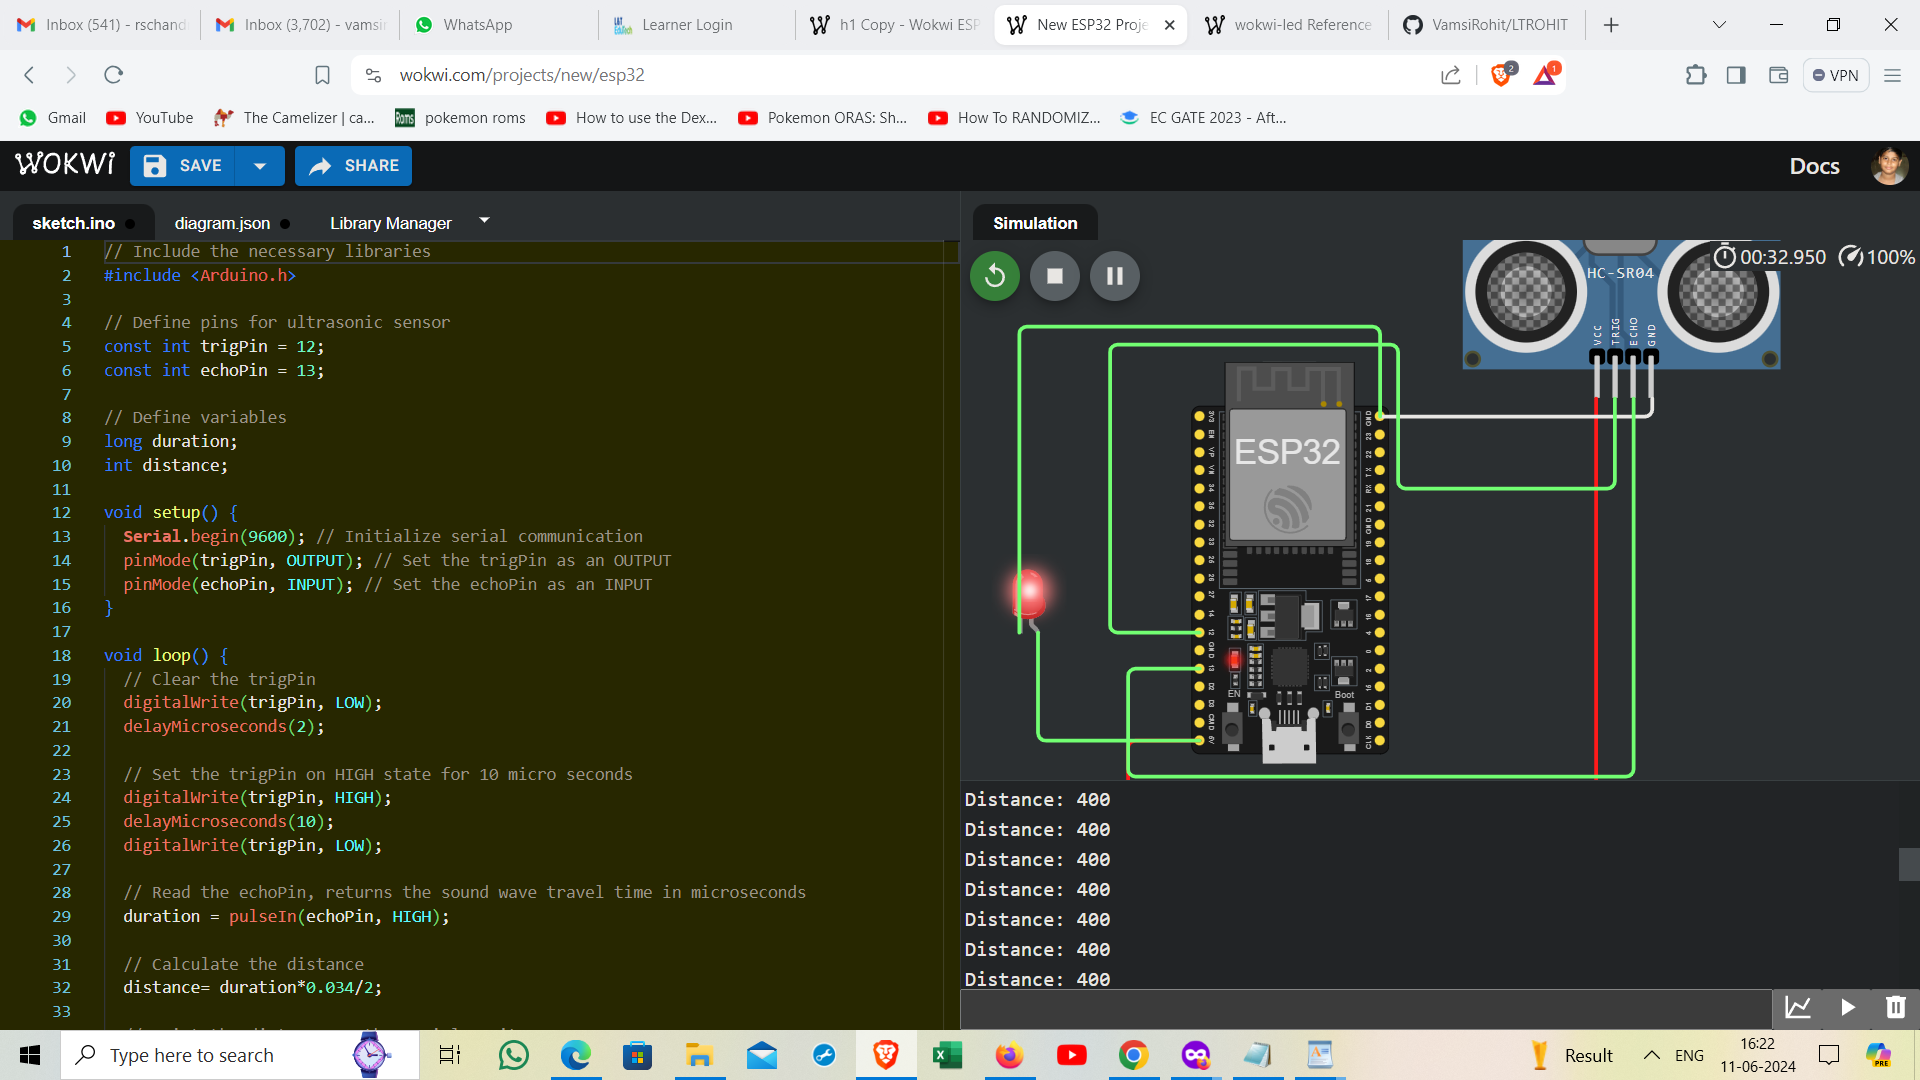 Inbox (541) - rschand
Inbox (3,702) - vamsir
WhatsApp
Learner Login
h1 Copy - Wokwi ESP
New ESP32 Proje
wokwi-led Reference
VamsiRohit/LTROHIT
wokwi.com/projects/new/esp32
2
1
VPN
Gmail
YouTube
The Camelizer | ca...
Roms
pokemon roms
How to use the Dex...
Pokemon ORAS: Sh...
How To RANDOMIZ...
EC GATE 2023 - Aft...
WOKWi
SAVE
SHARE
Docs
sketch.ino
diagram.json
Library Manager
Simulation
1 // Include the necessary libraries
2 #include <Arduino.h>
3
4 // Define pins for ultrasonic sensor
5 const int trigPin = 12;
6 const int echoPin = 13;
7
8 // Define variables
9 long duration;
10 int distance;
11
12 void setup() {
13 Serial.begin(9600); // Initialize serial communication
14 pinMode(trigPin, OUTPUT); // Set the trigPin as an OUTPUT
15 pinMode(echoPin, INPUT); // Set the echoPin as an INPUT
16 }
17
18 void loop() {
19 // Clear the trigPin
20 digitalWrite(trigPin, LOW);
21 delayMicroseconds(2);
22
23 // Set the trigPin on HIGH state for 10 micro seconds
24 digitalWrite(trigPin, HIGH);
25 delayMicroseconds(10);
26 digitalWrite(trigPin, LOW);
27
28 // Read the echoPin, returns the sound wave travel time in microseconds
29 duration = pulseIn(echoPin, HIGH);
30
31 // Calculate the distance
32 distance= duration*0.034/2;
33
00:32.950
100%
HC-SR04
VCC
TRIG
ECHO
GND
ESP32
EN
Boot
Distance: 400
Distance: 400
Distance: 400
Distance: 400
Distance: 400
Distance: 400
Distance: 400
Type here to search
Result
ENG
16:22
11-06-2024
PRE